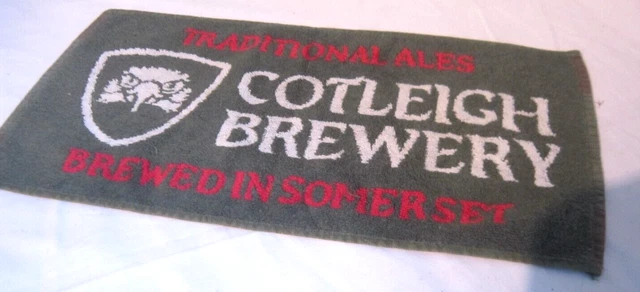 TRADITIONAL ALES
COTLEIGH
BREWERY
BREWED IN SOMERSET